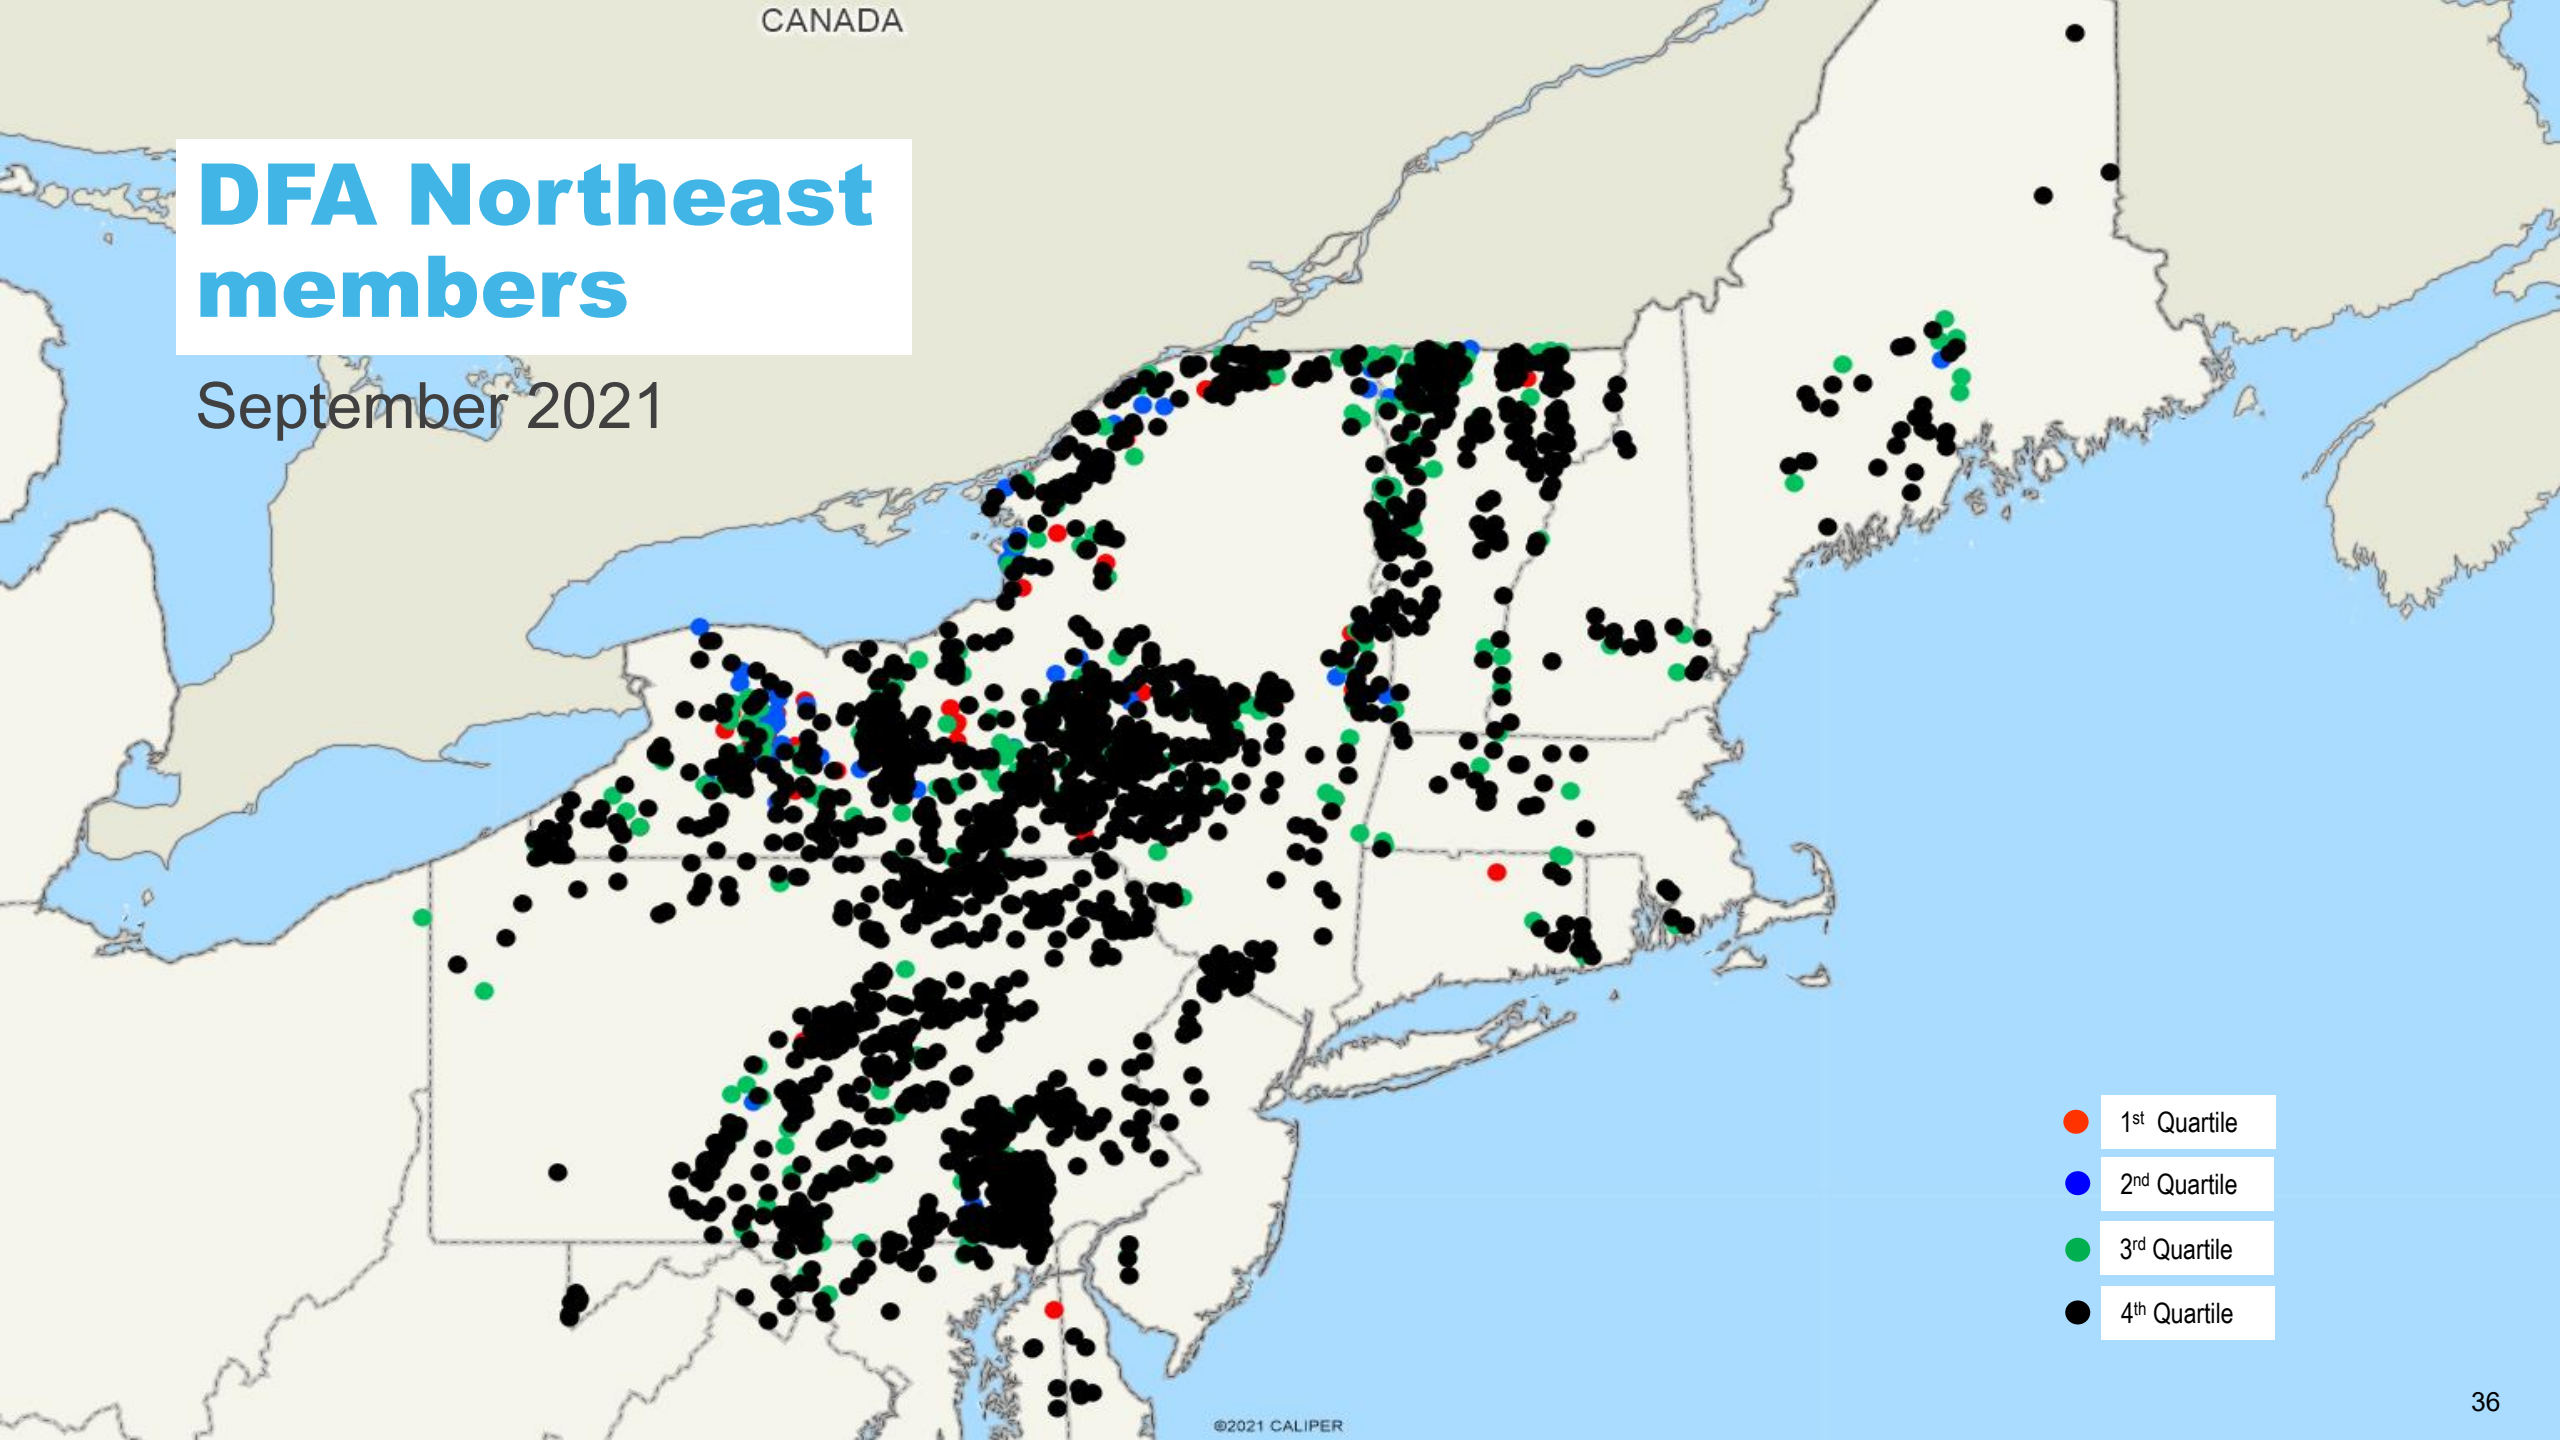 CANADA
DFA Northeast
members
September 2021
1st Quartile
2nd Quartile
3rd Quartile
4th Quartile
36
©2021 CALIPER